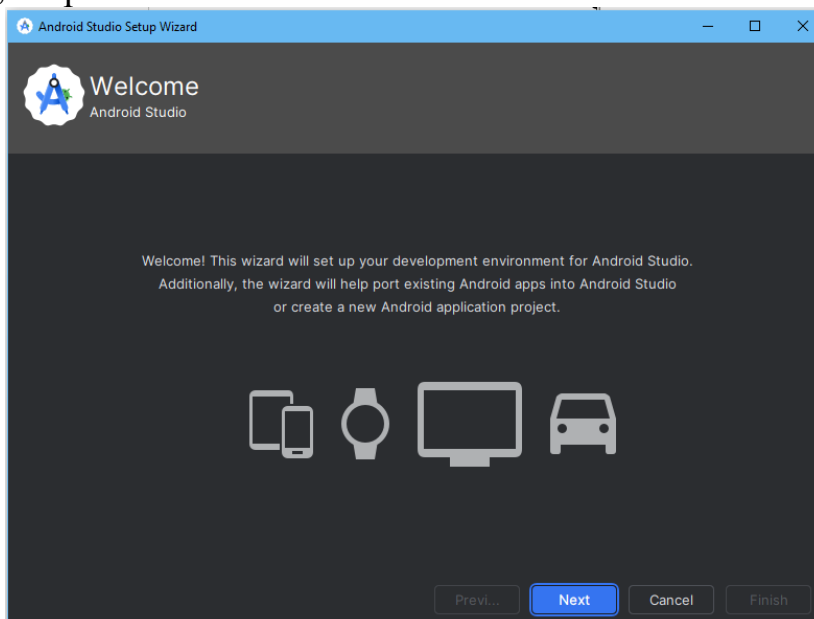 Android Studio Setup Wizard
Welcome
Android Studio
Welcome! This wizard will set up your development environment for Android Studio.
Additionally, the wizard will help port existing Android apps into Android Studio
or create a new Android application project.
Previ...
Next
Cancel
Finish